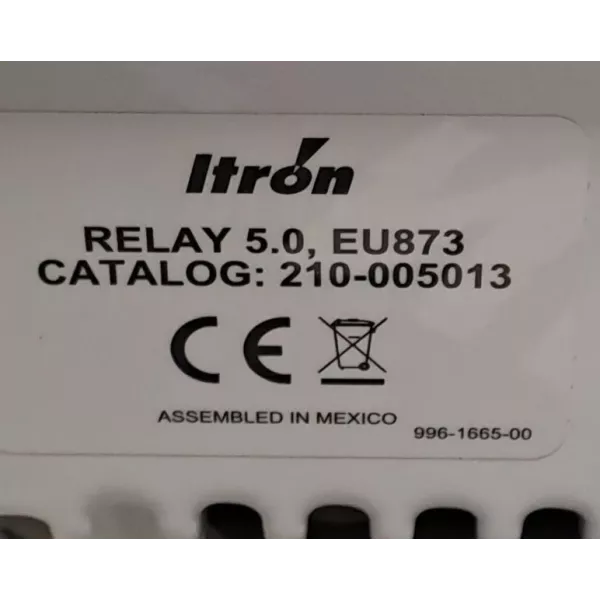 Itron
RELAY 5.0, EU873
CATALOG: 210-005013
CE
ASSEMBLED IN MEXICO
996-1665-00